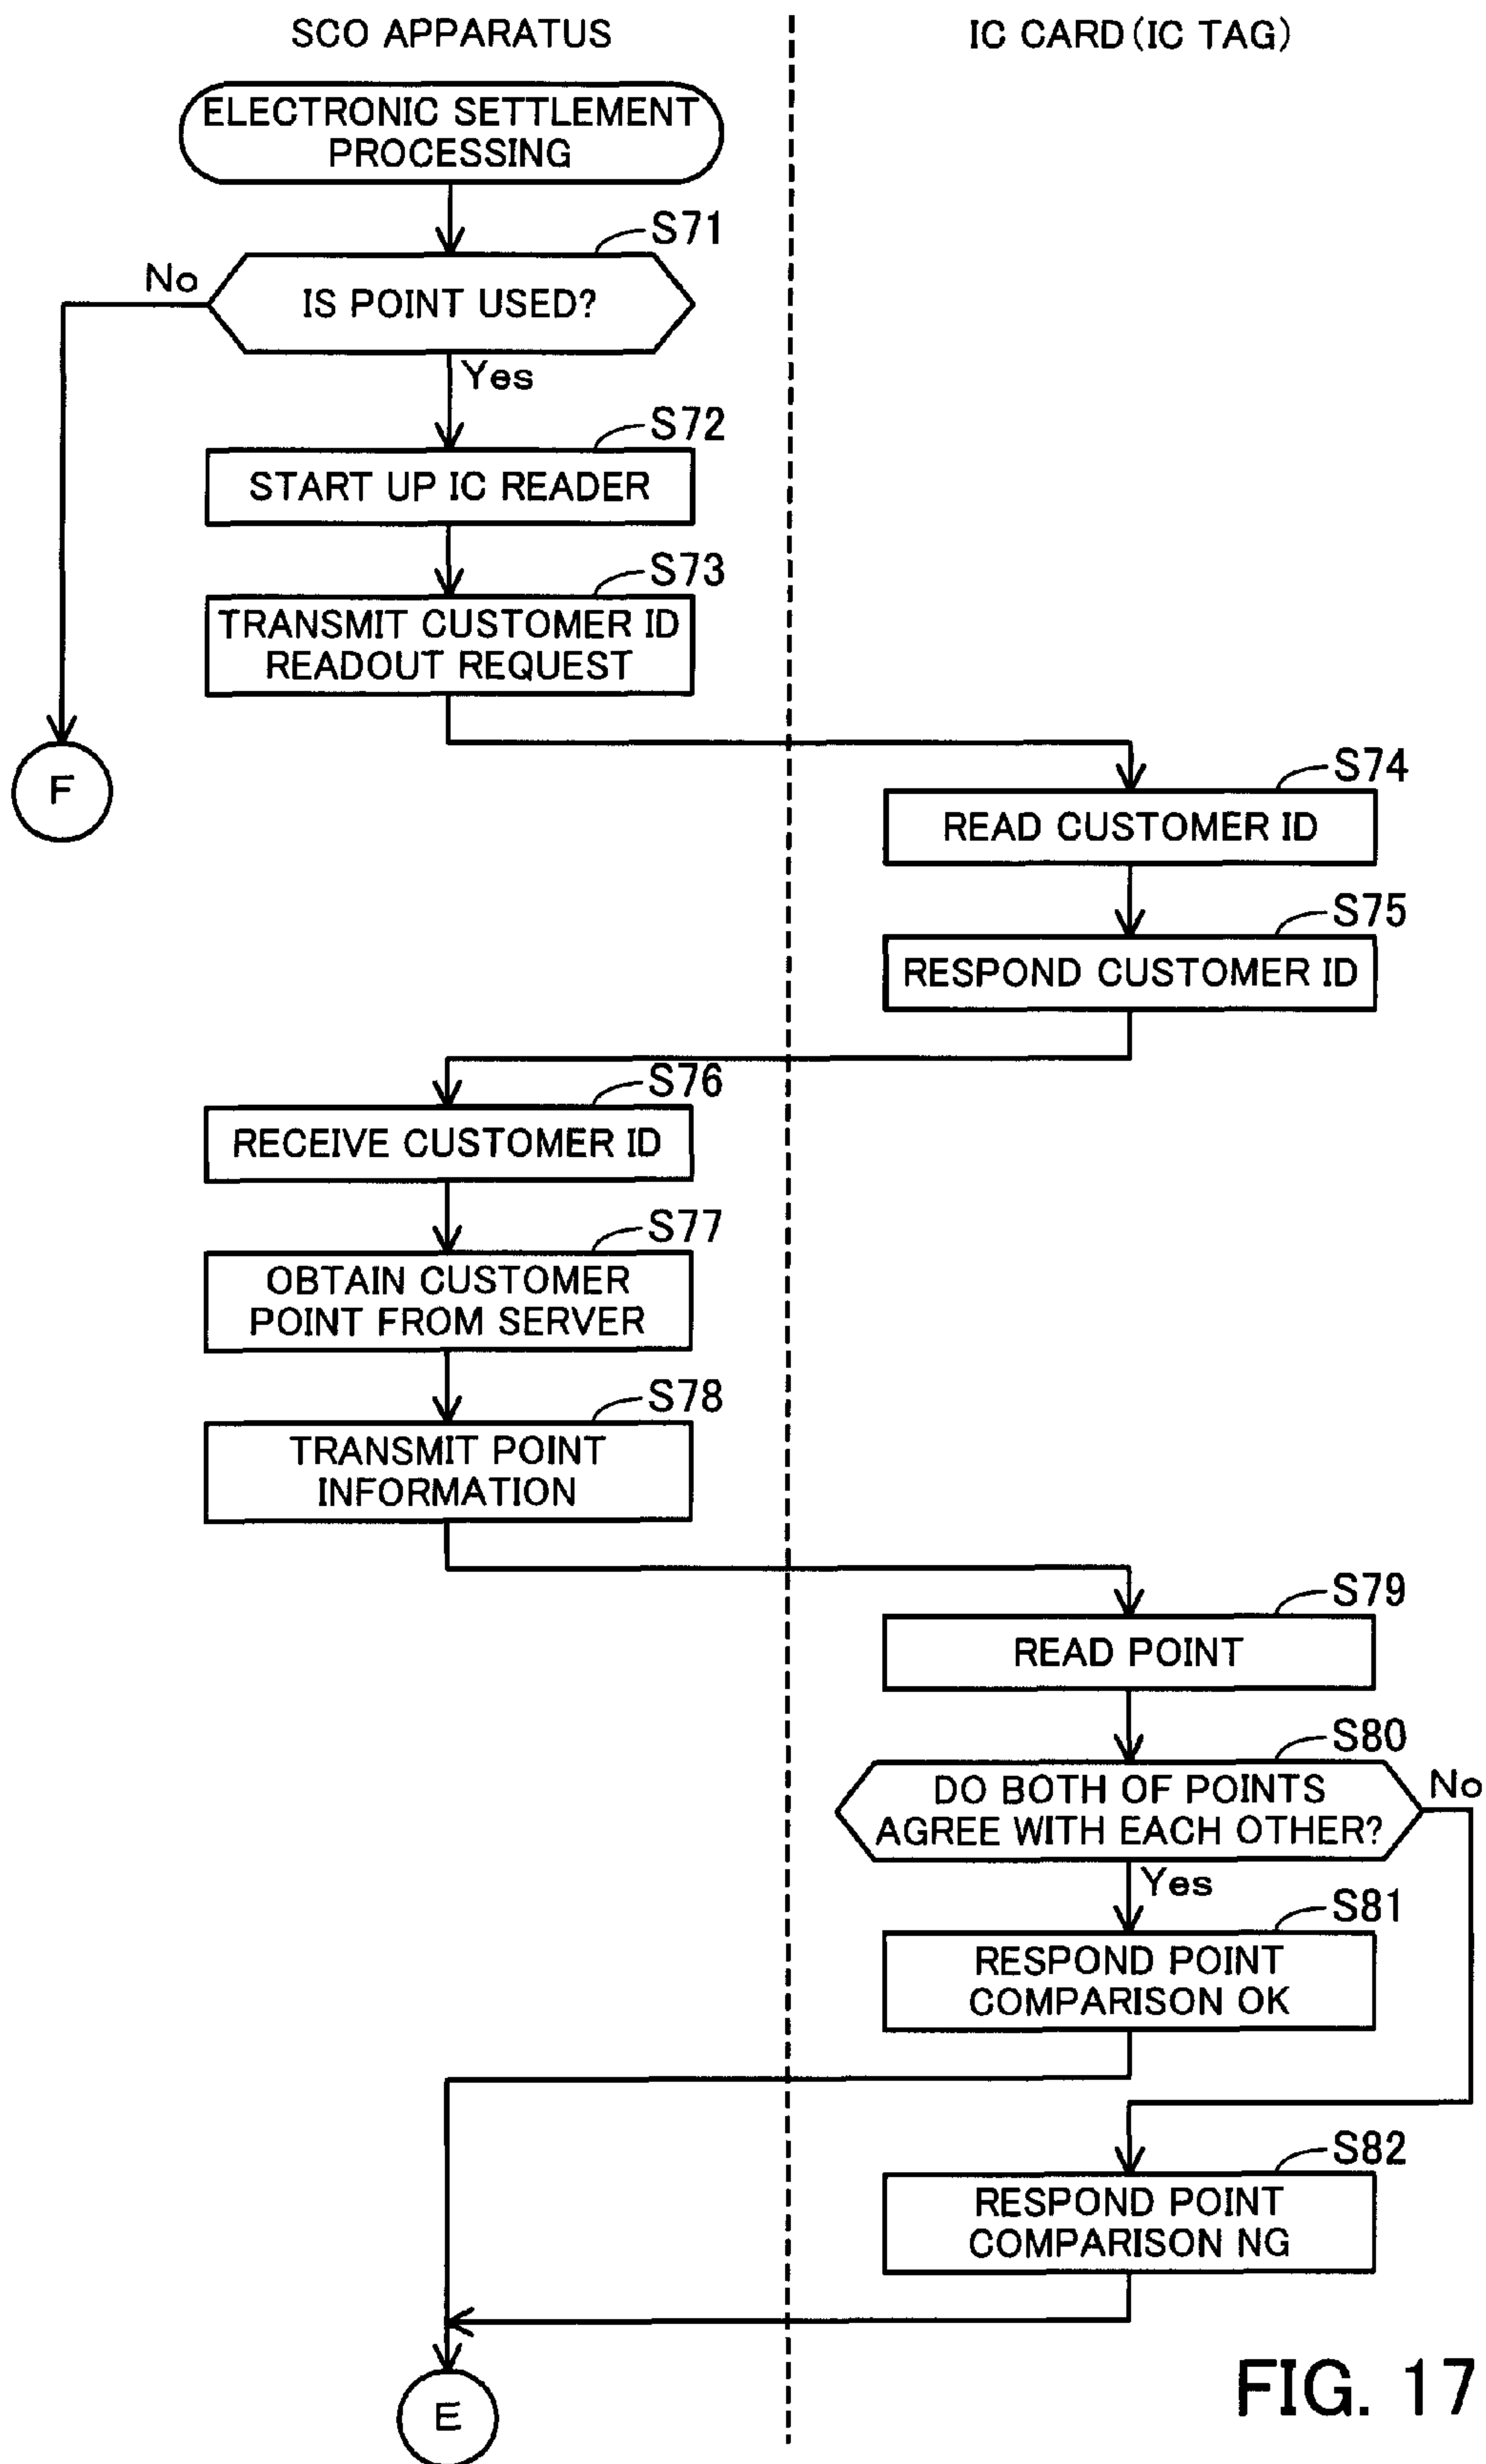 SCO APPARATUS
IC CARD(IC TAG)
ELECTRONIC SETTLEMENT
PROCESSING
S71
No
IS POINT USED?
Yes
S72
START UP IC READER
S73
TRANSMIT CUSTOMER ID
READOUT REQUEST
F
S74
READ CUSTOMER ID
S75
RESPOND CUSTOMER ID
S76
RECEIVE CUSTOMER ID
S77
OBTAIN CUSTOMER
POINT FROM SERVER
S78
TRANSMIT POINT
INFORMATION
S79
READ POINT
S80
DO BOTH OF POINTS
AGREE WITH EACH OTHER?
No
Yes
S81
RESPOND POINT
COMPARISON OK
S82
RESPOND POINT
COMPARISON NG
E
FIG. 17